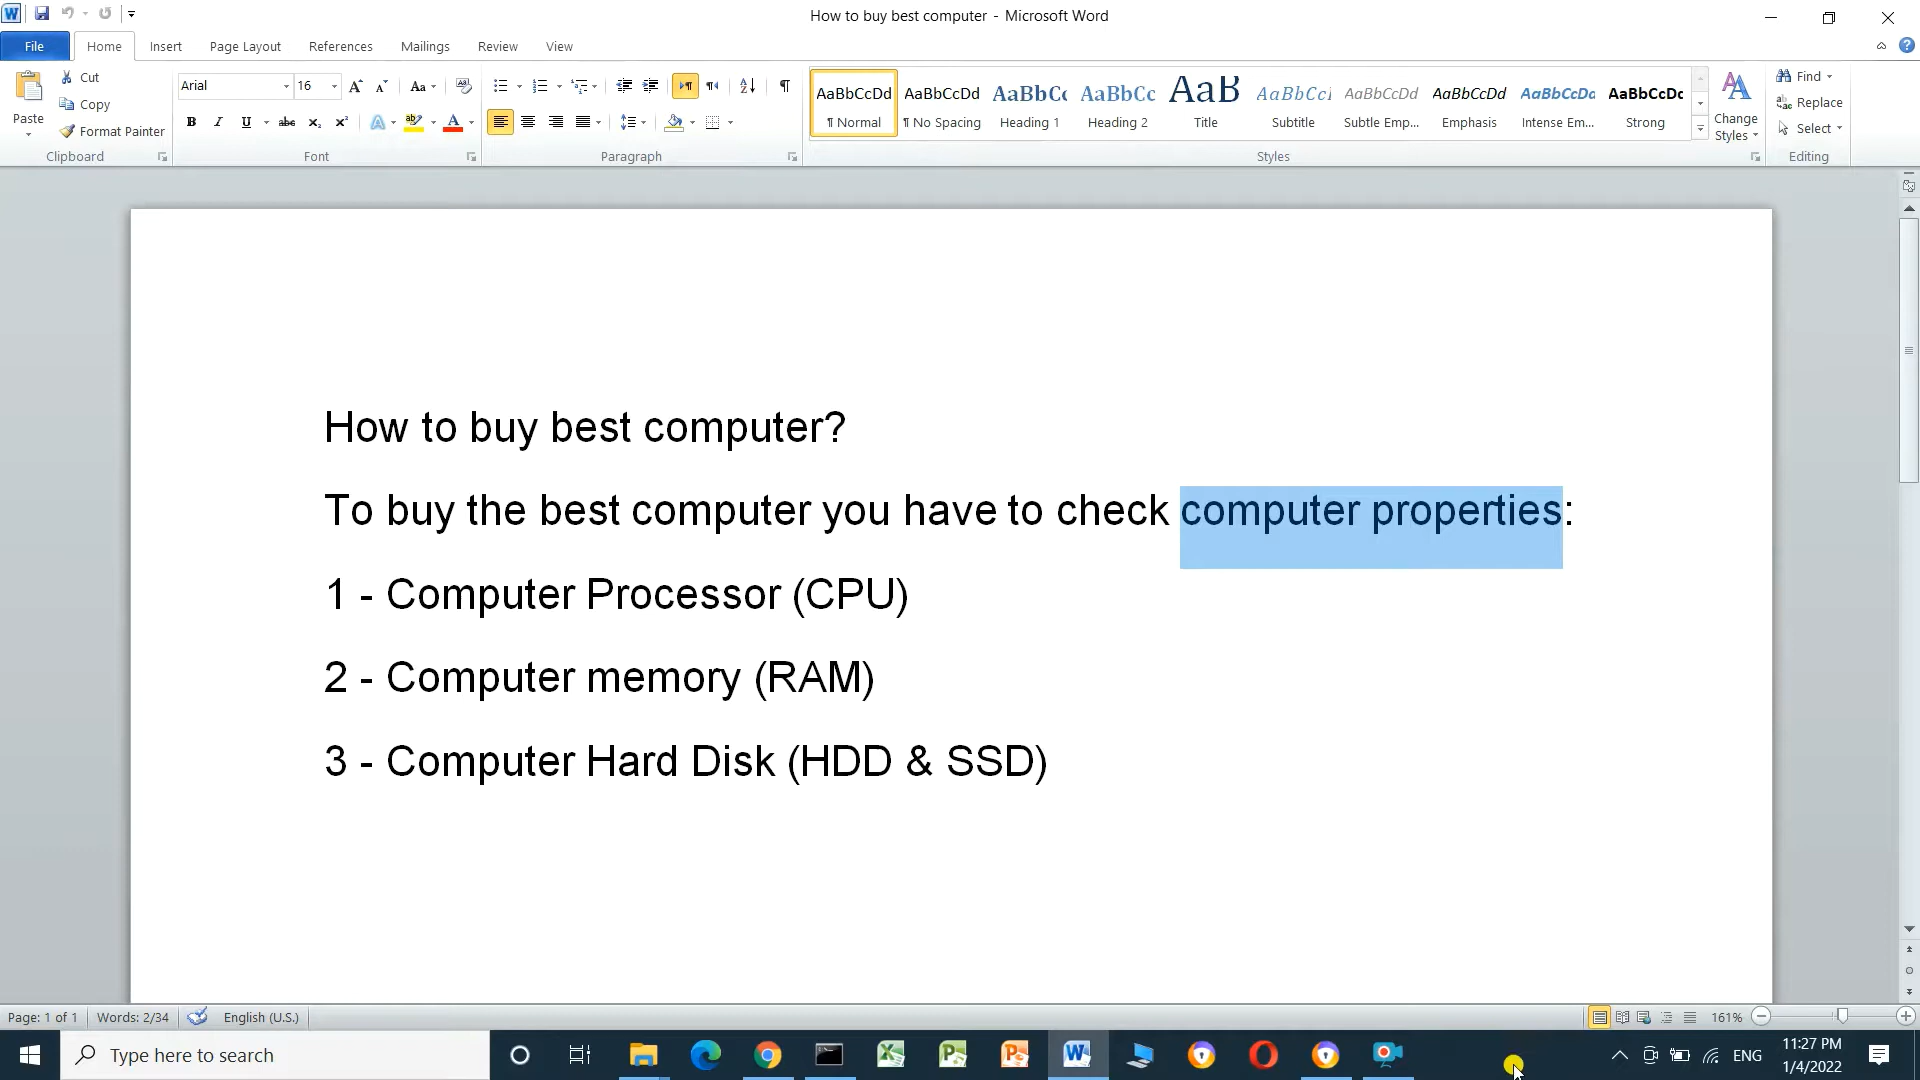 How to buy best computer - Microsoft Word
File Home Insert Page Layout References Mailings Review View
Paste
Cut
Copy
Format Painter
Clipboard
Arial 16
Font
Paragraph
AaBbCcDd AaBbCcDd AaBbCc AaBbCc AaB AaBbCcI AaBbCcDd AaBbCcDd AaBbCcDc AaBbCcDc
¶ Normal ¶ No Spacing Heading 1 Heading 2 Title Subtitle Subtle Emp... Emphasis Intense Em... Strong
Styles
Change Styles
Find
Replace
Select
Editing
How to buy best computer?
To buy the best computer you have to check computer properties:
1 - Computer Processor (CPU)
2 - Computer memory (RAM)
3 - Computer Hard Disk (HDD & SSD)
Page: 1 of 1 Words: 2/34 English (U.S.) 161%
Type here to search
ENG
11:27 PM
1/4/2022